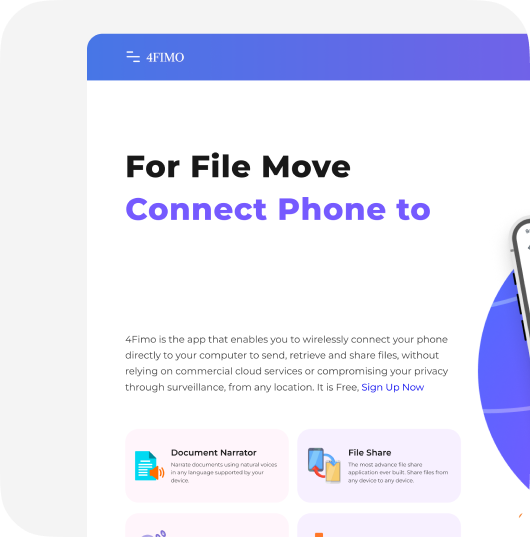 4FIMO
For File Move
Connect Phone to
4Fimo is the app that enables you to wirelessly connect your phone
directly to your computer to send, retrieve and share files, without
relying on commercial cloud services or compromising your privacy
through surveillance, from any location. It is Free, Sign Up Now
Document Narrator
Narrate documents using natural voices
in any language supported by your
device.
File Share
The most advance file share
application ever built. Share files from
any device to any device.